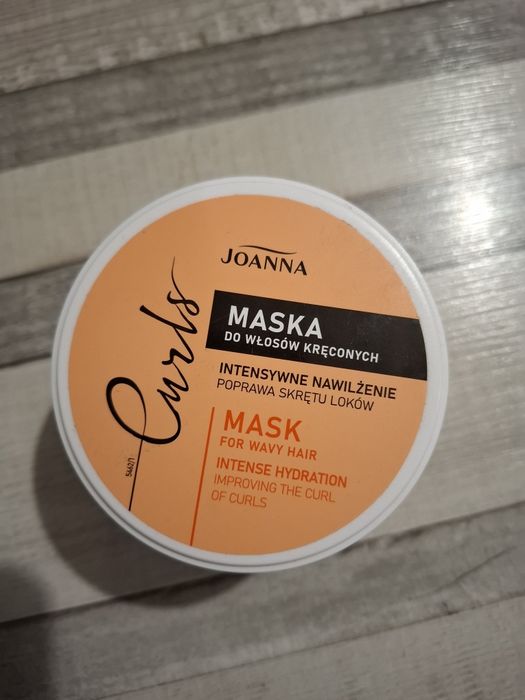 JOANNA
Curls
MASKA
DO WŁOSÓW KRĘCONYCH
INTENSYWNE NAWILŻENIE
POPRAWA SKRĘTU LOKÓW
MASK
FOR WAVY HAIR
INTENSE HYDRATION
IMPROVING THE CURL
OF CURLS